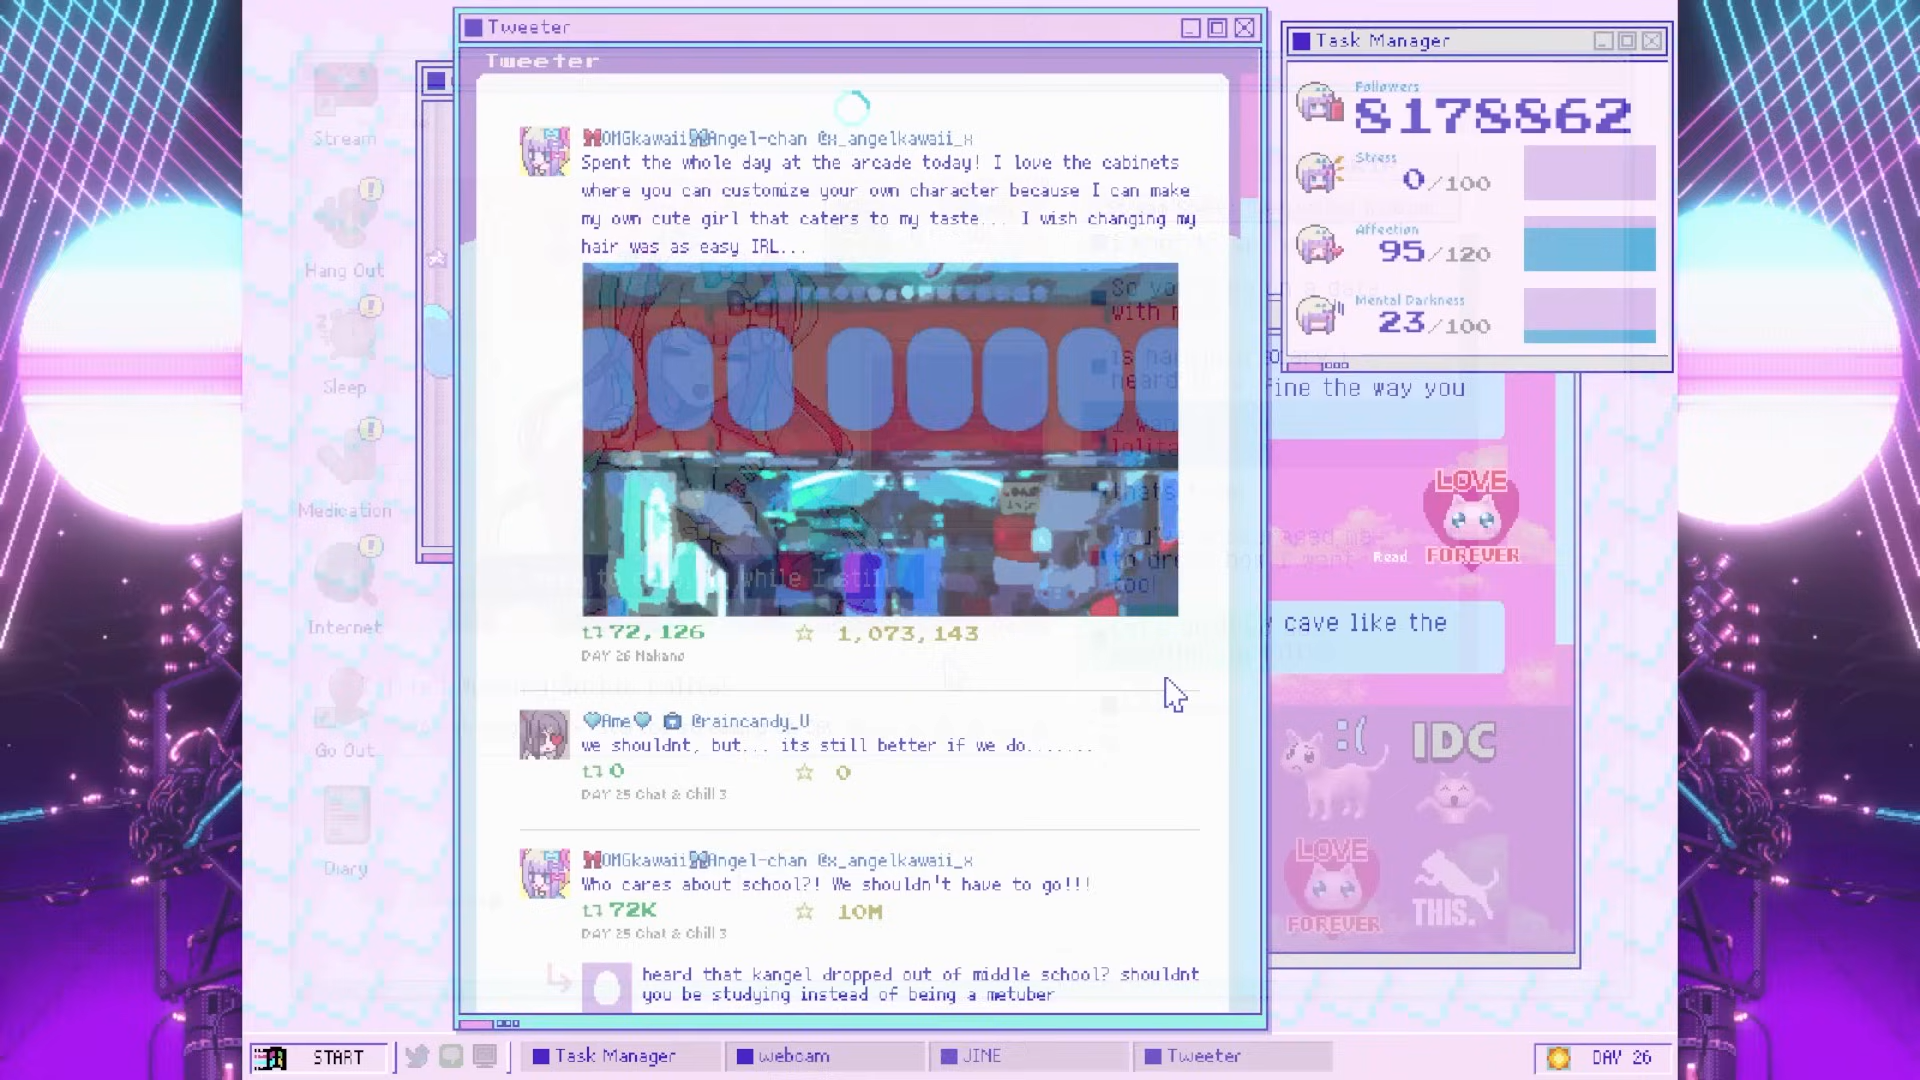 Tweeter
Tweeter
OMGkawaii Angel-chan @x_angelkawaii_x
Spent the whole day at the arcade today! I love the cabinets
where you can customize your own character because I can make
my own cute girl that caters to my taste... I wish changing my
hair was as easy IRL...
72,126 1,073,143
DAY 26 Nakano
Ame @raincandy_U
we shouldnt, but... its still better if we do.......
0 0
DAY 25 Chat & Chill 3
OMGkawaii Angel-chan @x_angelkawaii_x
Who cares about school?! We shouldn't have to go!!!
72K 10M
DAY 25 Chat & Chill 3
heard that kangel dropped out of middle school? shouldnt
you be studying instead of being a metuber
Task Manager
Followers
8178862
Stress
0/100
Affection
95/120
Mental Darkness
23/100
Stream
Hang Out
Sleep
Medication
Internet
Go Out
Diary
while I still
fine the way you
LOVE
FOREVER
Read
cave like the
:(
IDC
LOVE
FOREVER
THIS.
START
Task Manager
webcam
JINE
Tweeter
DAY 26